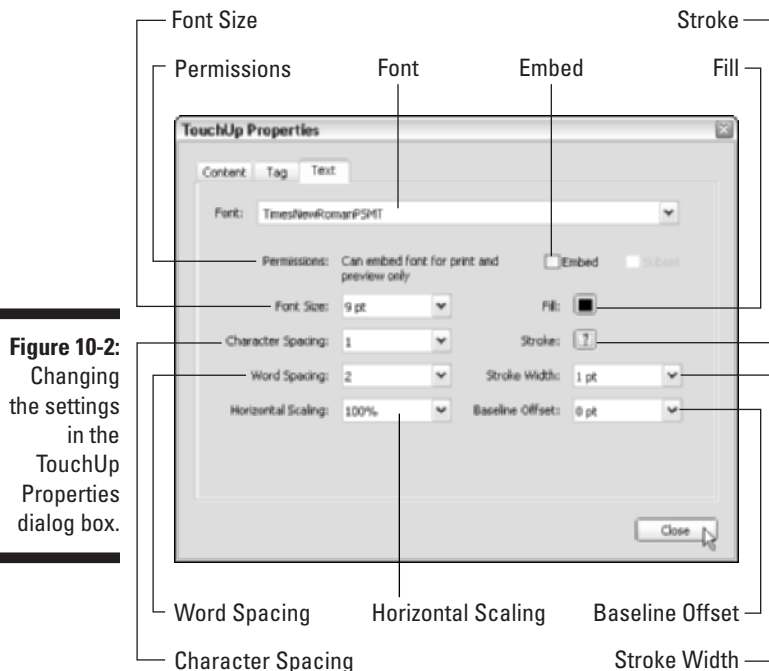 Font Size
Stroke
Permissions
Font
Embed
Fill
TouchUp Properties
Content Tag Text
Font: TimesNewRomanPSMT
Permissions: Can embed font for print and
preview only
Embed
Subset
Font Size: 9 pt
Fill:
Character Spacing: 1
Stroke: ?
Word Spacing: 2
Stroke Width: 1 pt
Horizontal Scaling: 100%
Baseline Offset: 0 pt
Close
Figure 10-2:
Changing
the settings
in the
TouchUp
Properties
dialog box.
Word Spacing
Horizontal Scaling
Baseline Offset
Character Spacing
Stroke Width